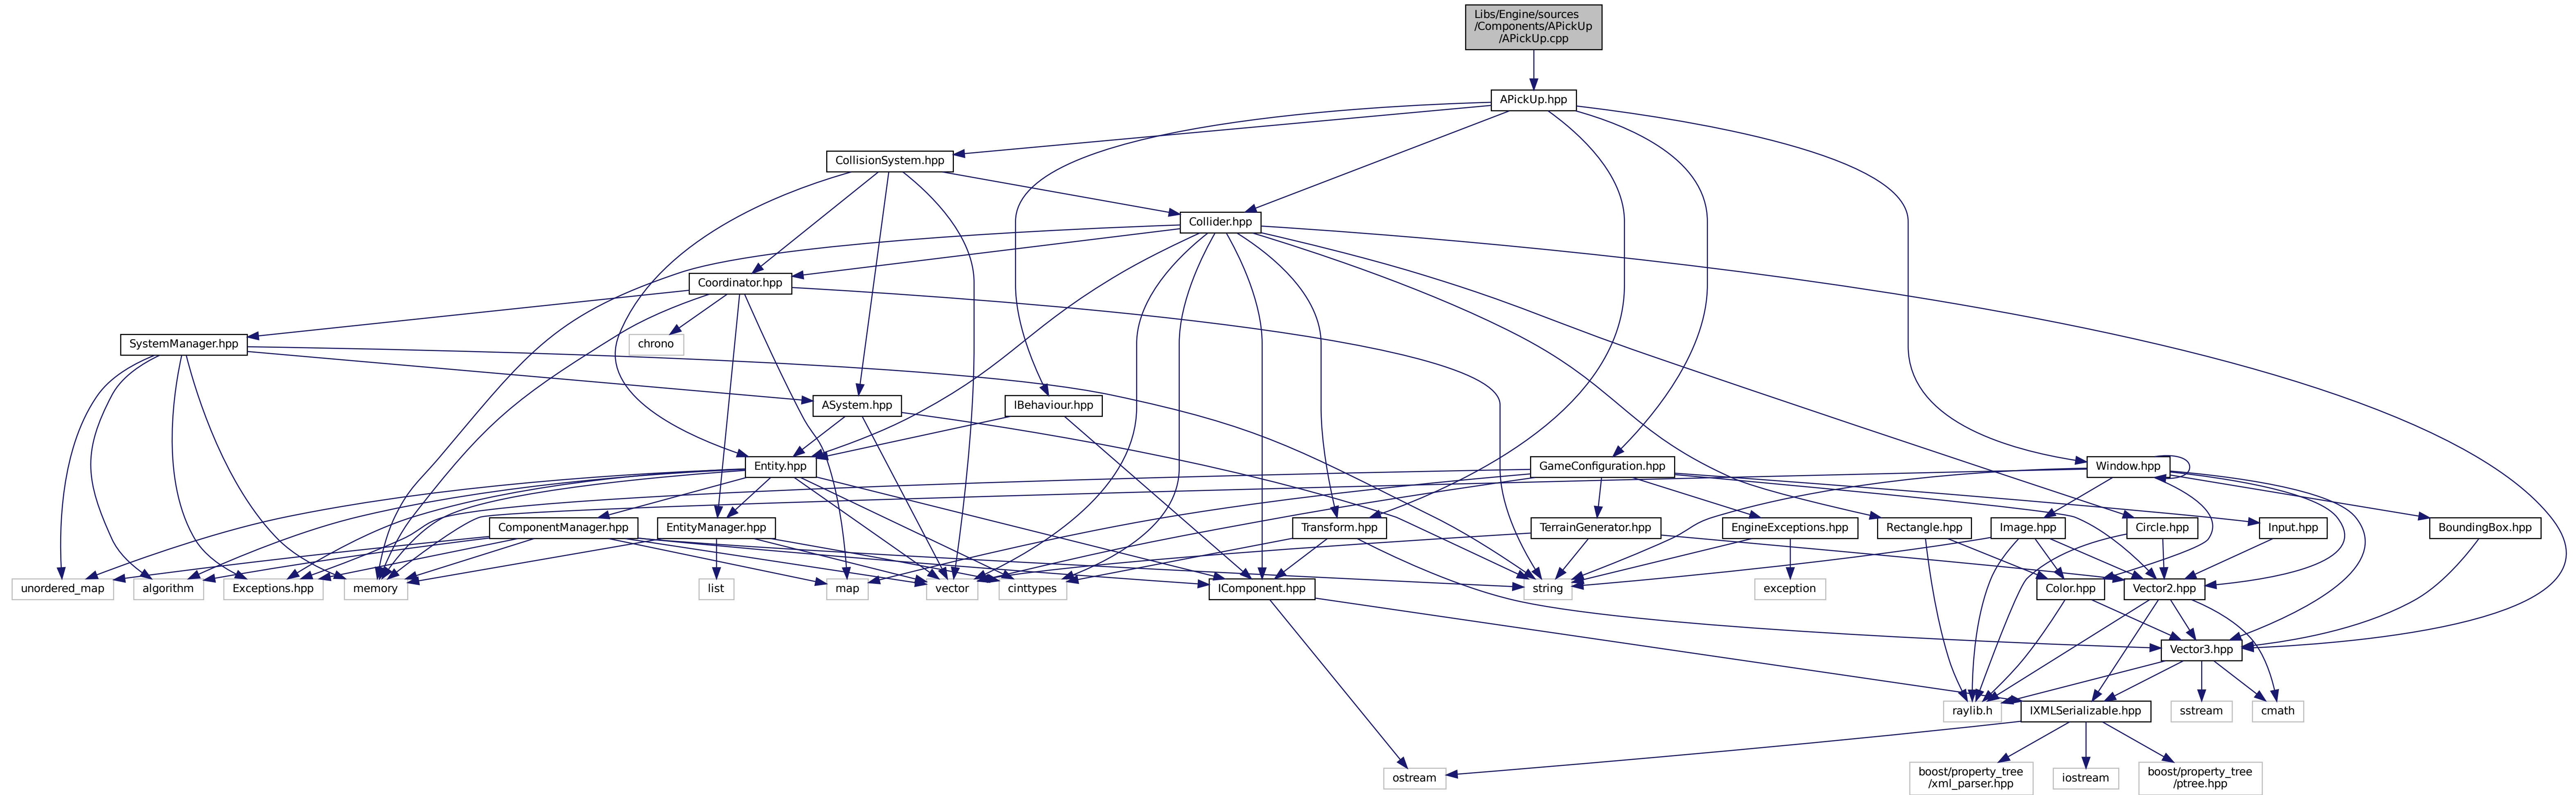 Libs/Engine/sources
/Components/APickUp
/APickUp.cpp
APickUp.hpp
CollisionSystem.hpp
Collider.hpp
Coordinator.hpp
SystemManager.hpp
chrono
ASystem.hpp
IBehaviour.hpp
Entity.hpp
GameConfiguration.hpp
Window.hpp
ComponentManager.hpp
EntityManager.hpp
Transform.hpp
TerrainGenerator.hpp
EngineExceptions.hpp
Rectangle.hpp
Image.hpp
Circle.hpp
Input.hpp
BoundingBox.hpp
unordered_map
algorithm
Exceptions.hpp
memory
list
map
vector
cinttypes
IComponent.hpp
string
exception
Color.hpp
Vector2.hpp
Vector3.hpp
raylib.h
IXMLSerializable.hpp
sstream
cmath
ostream
boost/property_tree
/xml_parser.hpp
iostream
boost/property_tree
/ptree.hpp